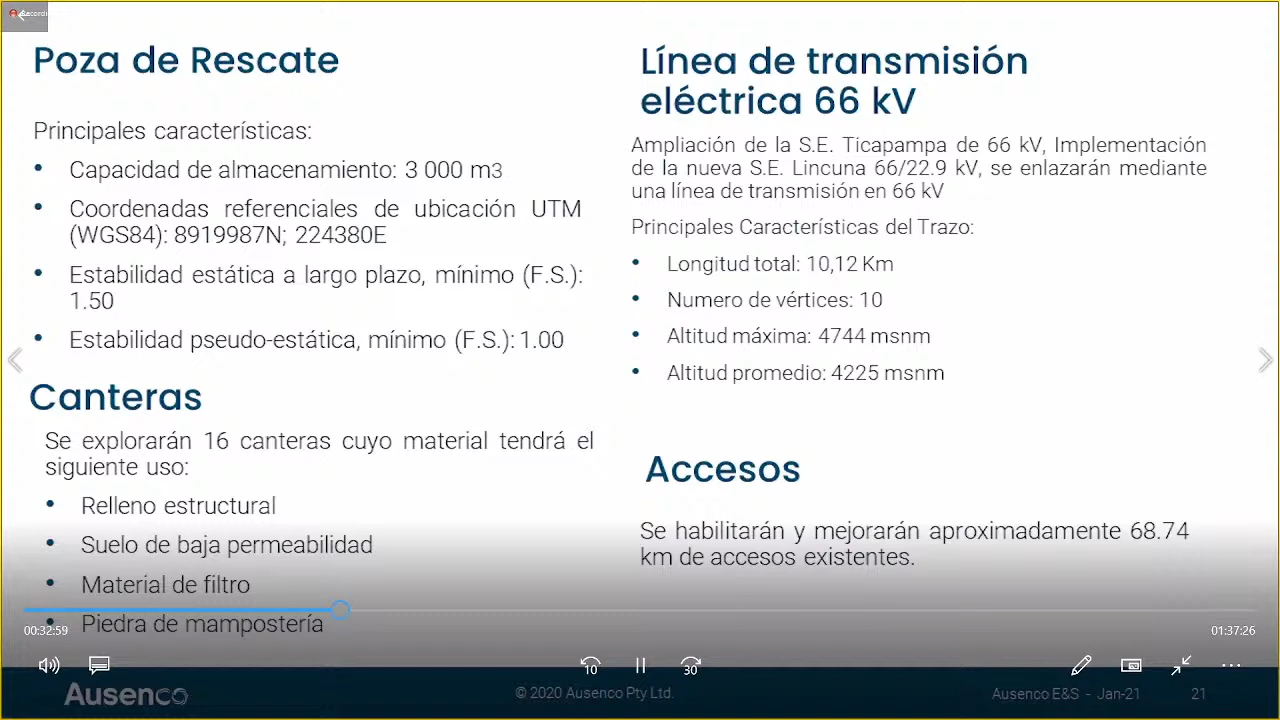 Poza de Rescate
Principales características:
• Capacidad de almacenamiento: 3 000 m3
• Coordenadas referenciales de ubicación UTM
(WGS84): 8919987N; 224380E
• Estabilidad estática a largo plazo, mínimo (F.S.):
1.50
• Estabilidad pseudo-estática, mínimo (F.S.): 1.00
Canteras
Se explorarán 16 canteras cuyo material tendrá el
siguiente uso:
• Relleno estructural
• Suelo de baja permeabilidad
• Material de filtro
• Piedra de mampostería
Línea de transmisión
eléctrica 66 kV
Ampliación de la S.E. Ticapampa de 66 kV, Implementación
de la nueva S.E. Lincuna 66/22.9 kV, se enlazarán mediante
una línea de transmisión en 66 kV
Principales Características del Trazo:
• Longitud total: 10,12 Km
• Numero de vértices: 10
• Altitud máxima: 4744 msnm
• Altitud promedio: 4225 msnm
Accesos
Se habilitarán y mejorarán aproximadamente 68.74
km de accesos existentes.
00:32:59
01:37:26
10
30
Ausenco
© 2020 Ausenco Pty Ltd.
Ausenco E&S - Jan-21
21